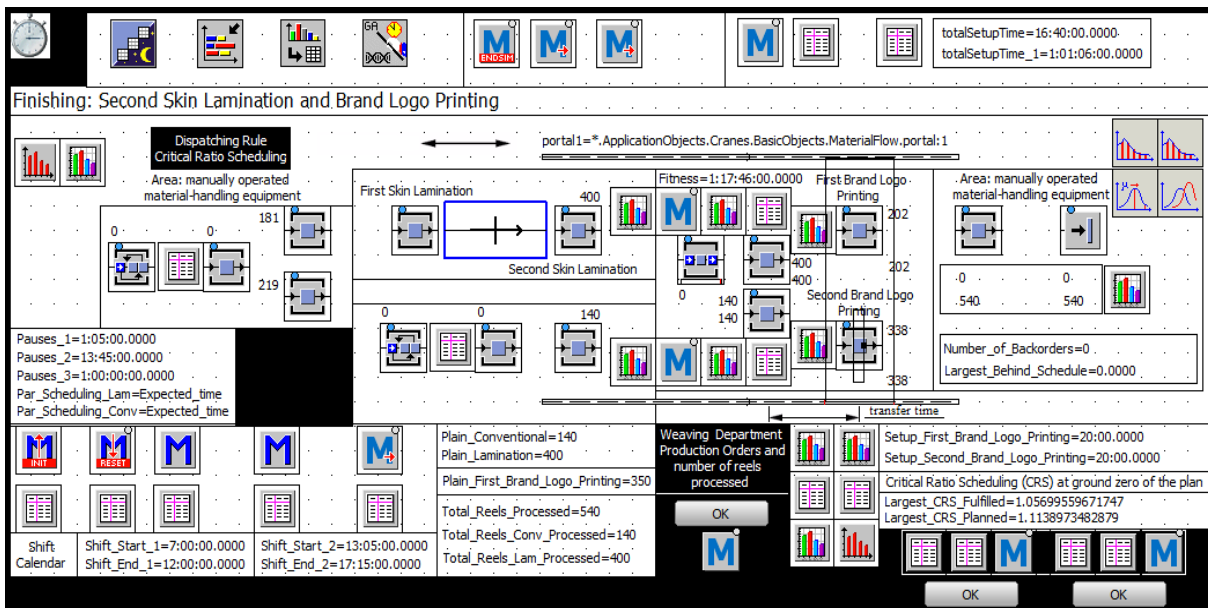 GA
M
ENDSIM
M
M
M
totalSetupTime=16:40:00.0000
totalSetupTime_1=1:01:06:00.0000
Finishing: Second Skin Lamination and Brand Logo Printing
Dispatching Rule
Critical Ratio Scheduling
portal1=*.ApplicationObjects.Cranes.BasicObjects.MaterialFlow.portal:1
Area: manually operated
material-handling equipment
181
0
0
219
First Skin Lamination
400
Second Skin Lamination
0
0
140
Fitness=1:17:46:00.0000
M
First Brand Logo
Printing
202
400
400
202
0
140
140
Second Brand Logo
Printing
338
M
338
transfer time
μ
Area: manually operated
material-handling equipment
0
0
540
540
Number_of_Backorders=0
Largest_Behind_Schedule=0.0000
Pauses_1=1:05:00.0000
Pauses_2=13:45:00.0000
Pauses_3=1:00:00:00.0000
Par_Scheduling_Lam=Expected_time
Par_Scheduling_Conv=Expected_time
M
INIT
M
RESET
M
M
M
Shift
Calendar
Shift_Start_1=7:00:00.0000
Shift_End_1=12:00:00.0000
Shift_Start_2=13:05:00.0000
Shift_End_2=17:15:00.0000
Plain_Conventional=140
Plain_Lamination=400
Plain_First_Brand_Logo_Printing=350
Total_Reels_Processed=540
Total_Reels_Conv_Processed=140
Total_Reels_Lam_Processed=400
Weaving Department
Production Orders and
number of reels
processed
OK
M
Setup_First_Brand_Logo_Printing=20:00.0000
Setup_Second_Brand_Logo_Printing=20:00.0000
Critical Ratio Scheduling (CRS) at ground zero of the plan
Largest_CRS_Fulfilled=1.05699559671747
Largest_CRS_Planned=1.1138973482879
M
M
OK
OK